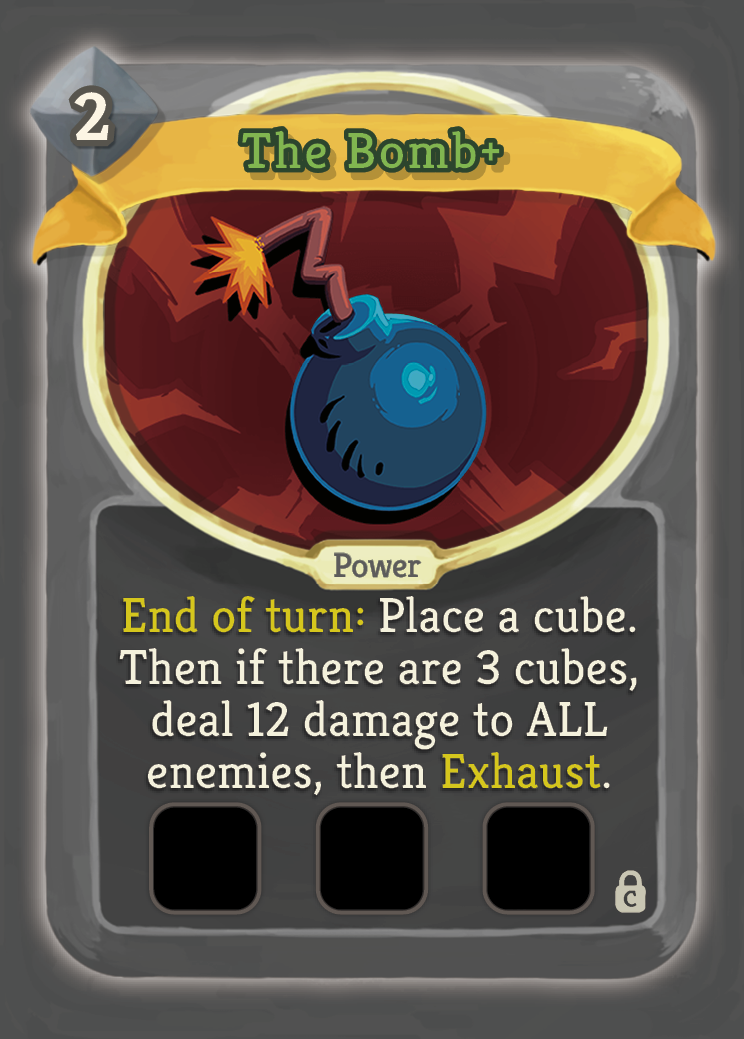 2
The Bomb+
Power
End of turn: Place a cube.
Then if there are 3 cubes,
deal 12 damage to ALL
enemies, then Exhaust.
C